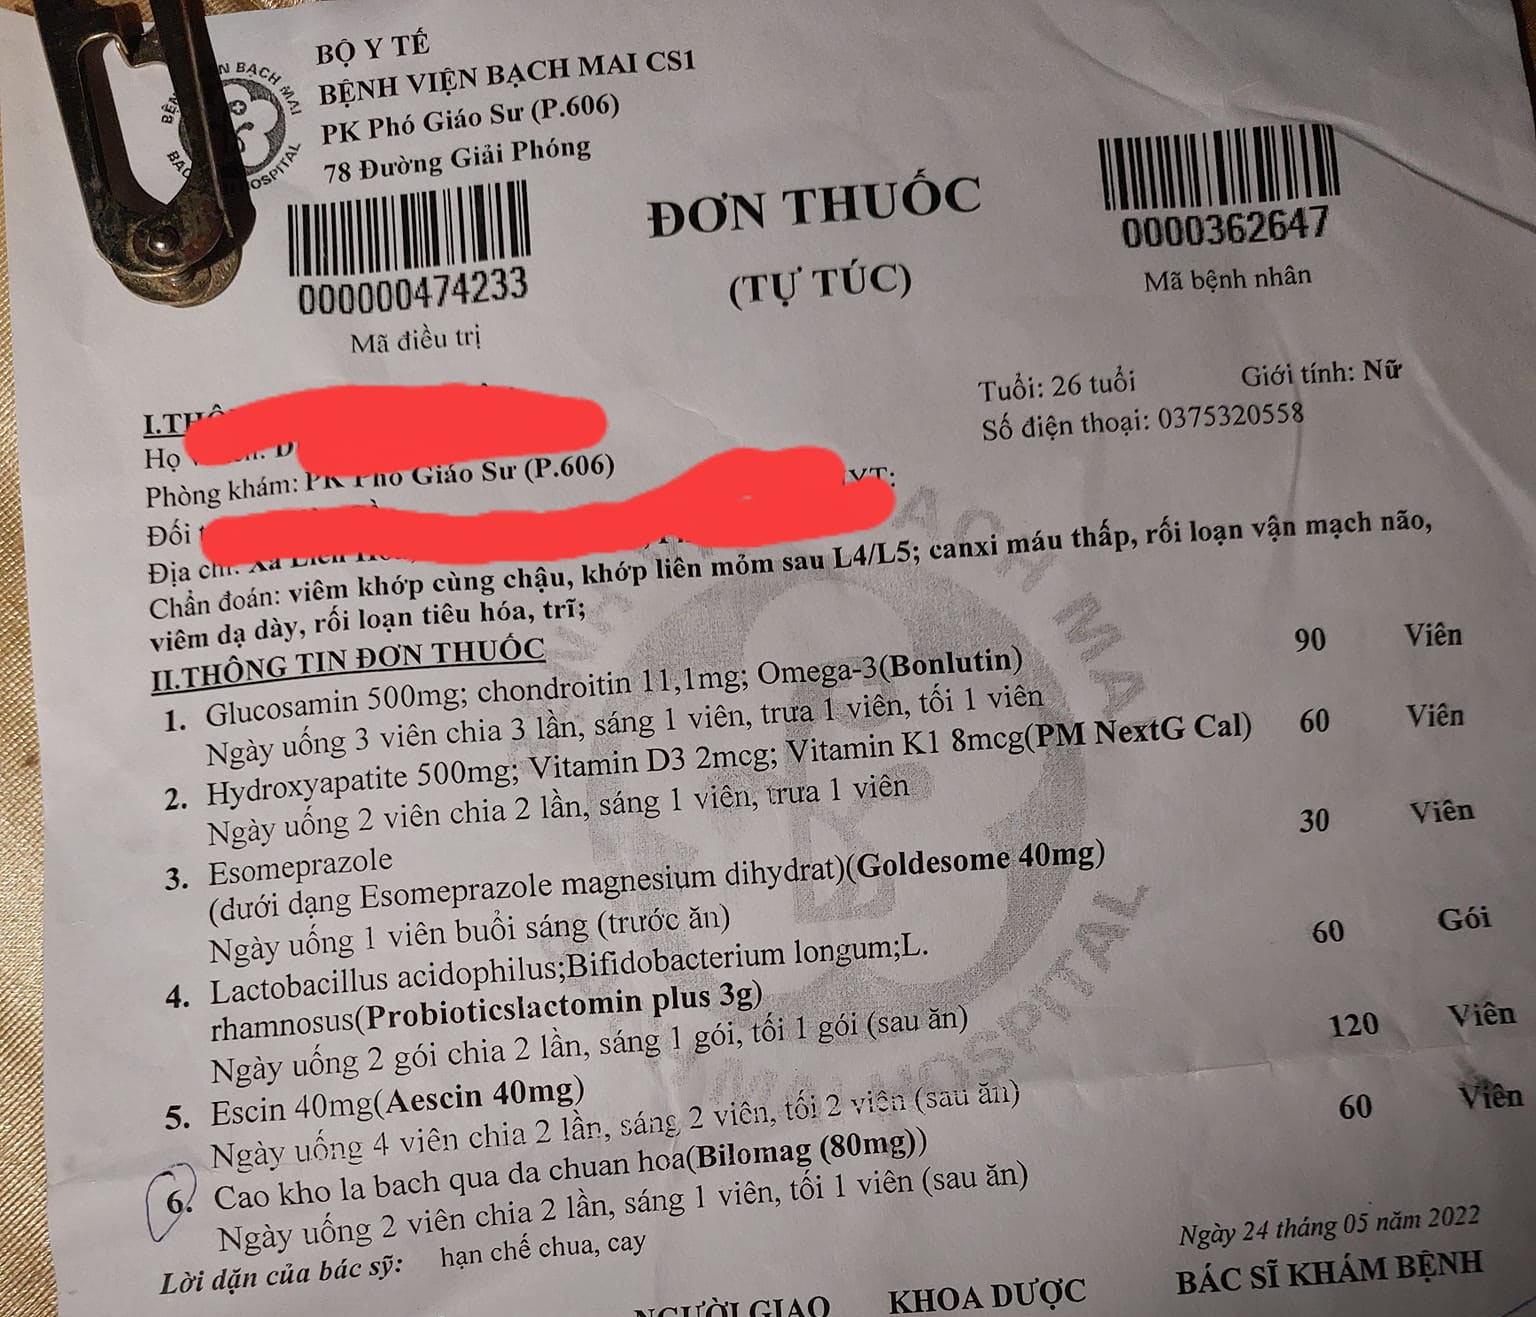 BỘ Y TẾ
BỆNH VIỆN BẠCH MAI CS1
PK Phó Giáo Sư (P.606)
78 Đường Giải Phóng
N BẠCH MAI
HOSPITAL
000000474233
Mã điều trị
ĐƠN THUỐC
(TỰ TÚC)
0000362647
Mã bệnh nhân
Tuổi: 26 tuổi Giới tính: Nữ
Số điện thoại: 0375320558
Họ
Phòng khám: PK Phó Giáo Sư (P.606)
Đối
Địa chỉ: Xã
Chẩn đoán: viêm khớp cùng chậu, khớp liên mỏm sau L4/L5; canxi máu thấp, rối loạn vận mạch não,
viêm dạ dày, rối loạn tiêu hóa, trĩ;
II.THÔNG TIN ĐƠN THUỐC
1. Glucosamin 500mg; chondroitin 11,1mg; Omega-3(Bonlutin) 90 Viên
Ngày uống 3 viên chia 3 lần, sáng 1 viên, trưa 1 viên, tối 1 viên
2. Hydroxyapatite 500mg; Vitamin D3 2mcg; Vitamin K1 8mcg(PM NextG Cal) 60 Viên
Ngày uống 2 viên chia 2 lần, sáng 1 viên, trưa 1 viên
3. Esomeprazole 30 Viên
(dưới dạng Esomeprazole magnesium dihydrat)(Goldesome 40mg)
Ngày uống 1 viên buổi sáng (trước ăn)
4. Lactobacillus acidophilus;Bifidobacterium longum;L. 60 Gói
rhamnosus(Probioticslactomin plus 3g)
Ngày uống 2 gói chia 2 lần, sáng 1 gói, tối 1 gói (sau ăn)
5. Escin 40mg(Aescin 40mg) 120 Viên
Ngày uống 4 viên chia 2 lần, sáng 2 viên, tối 2 viên (sau ăn)
6. Cao kho la bach qua da chuan hoa(Bilomag (80mg)) 60 Viên
Ngày uống 2 viên chia 2 lần, sáng 1 viên, tối 1 viên (sau ăn)
Lời dặn của bác sỹ: hạn chế chua, cay
Ngày 24 tháng 05 năm 2022
NGƯỜI GIAO KHOA DƯỢC BÁC SĨ KHÁM BỆNH